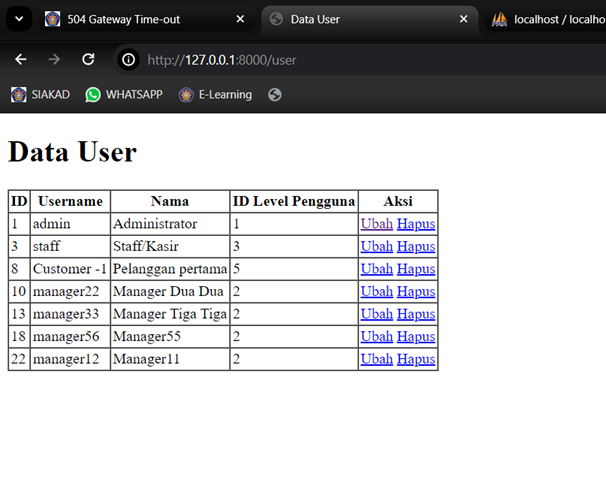 504 Gateway Time-out
Data User
localhost / localho
http://127.0.0.1:8000/user
SIAKAD WHATSAPP E-Learning
Data User
ID Username Nama ID Level Pengguna Aksi
1 admin Administrator 1 Ubah Hapus
3 staff Staff/Kasir 3 Ubah Hapus
8 Customer -1 Pelanggan pertama 5 Ubah Hapus
10 manager22 Manager Dua Dua 2 Ubah Hapus
13 manager33 Manager Tiga Tiga 2 Ubah Hapus
18 manager56 Manager55 2 Ubah Hapus
22 manager12 Manager11 2 Ubah Hapus